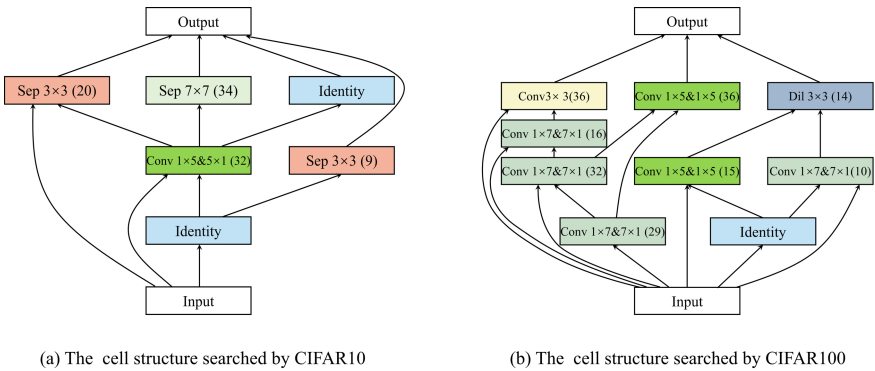 Output
Sep 3×3 (20)
Sep 7×7 (34)
Identity
Conv 1×5&5×1 (32)
Sep 3×3 (9)
Identity
Input
(a) The cell structure searched by CIFAR10
Output
Conv3× 3(36)
Conv 1×5&1×5 (36)
Dil 3×3 (14)
Conv 1×7&7×1 (16)
Conv 1×7&7×1 (32)
Conv 1×5&1×5 (15)
Conv 1×7&7×1(10)
Conv 1×7&7×1 (29)
Identity
Input
(b) The cell structure searched by CIFAR100